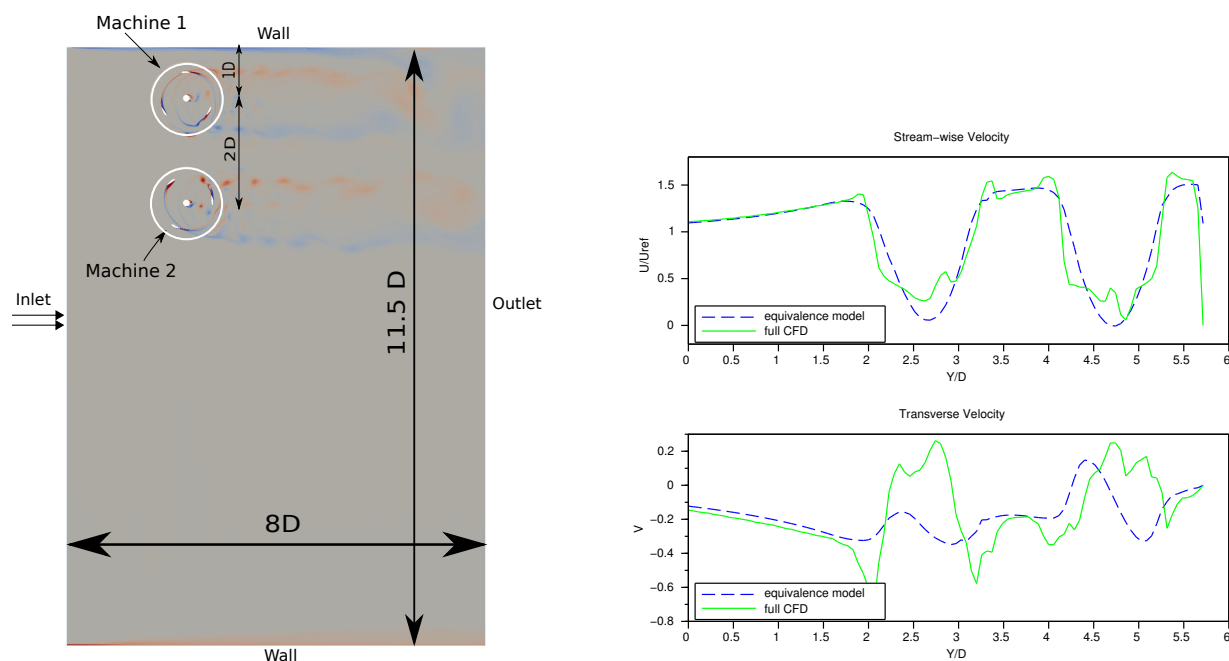 Machine 1
Wall
1D
2D
Machine 2
Inlet
11.5 D
Outlet
8D
Wall
Stream-wise Velocity
U/Uref
1.5
1
0.5
0
equivalence model
full CFD
0 0.5 1 1.5 2 2.5 3 3.5 4 4.5 5 5.5 6
Y/D
Transverse Velocity
V
0.2
0
−0.2
−0.4
−0.6
−0.8
equivalence model
full CFD
0 0.5 1 1.5 2 2.5 3 3.5 4 4.5 5 5.5 6
Y/D